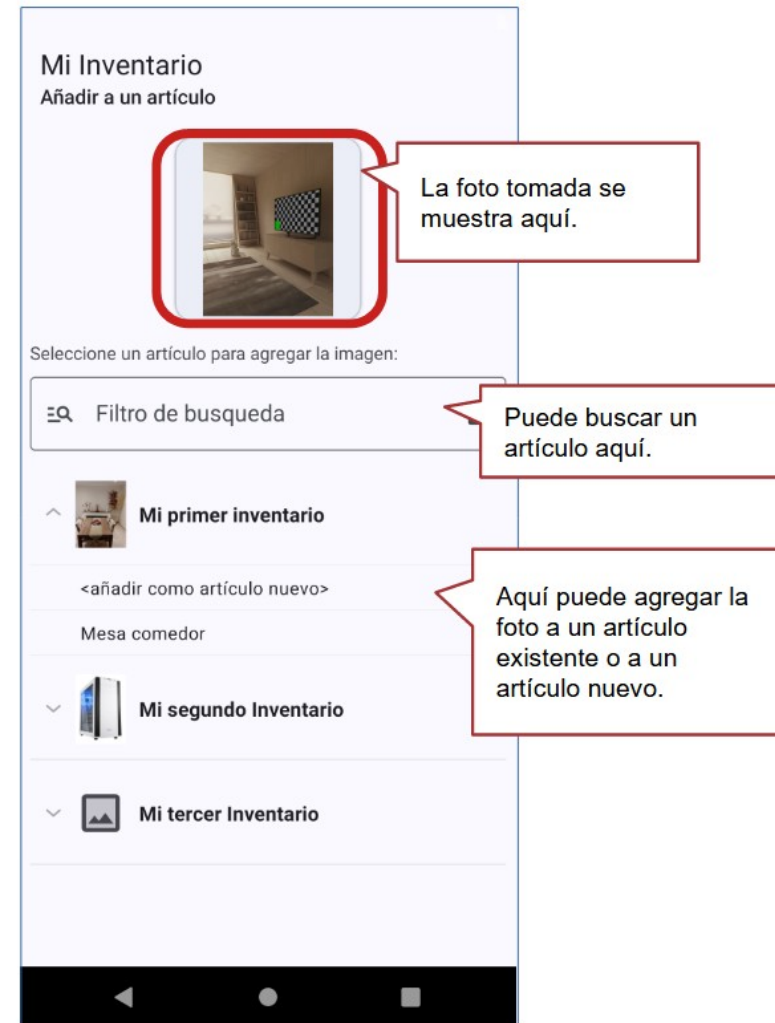 Mi Inventario
Añadir a un artículo
La foto tomada se
muestra aquí.
Seleccione un artículo para agregar la imagen:
Filtro de busqueda
Puede buscar un
artículo aquí.
Mi primer inventario
<añadir como artículo nuevo>
Mesa comedor
Aquí puede agregar la
foto a un artículo
existente o a un
artículo nuevo.
Mi segundo Inventario
Mi tercer Inventario